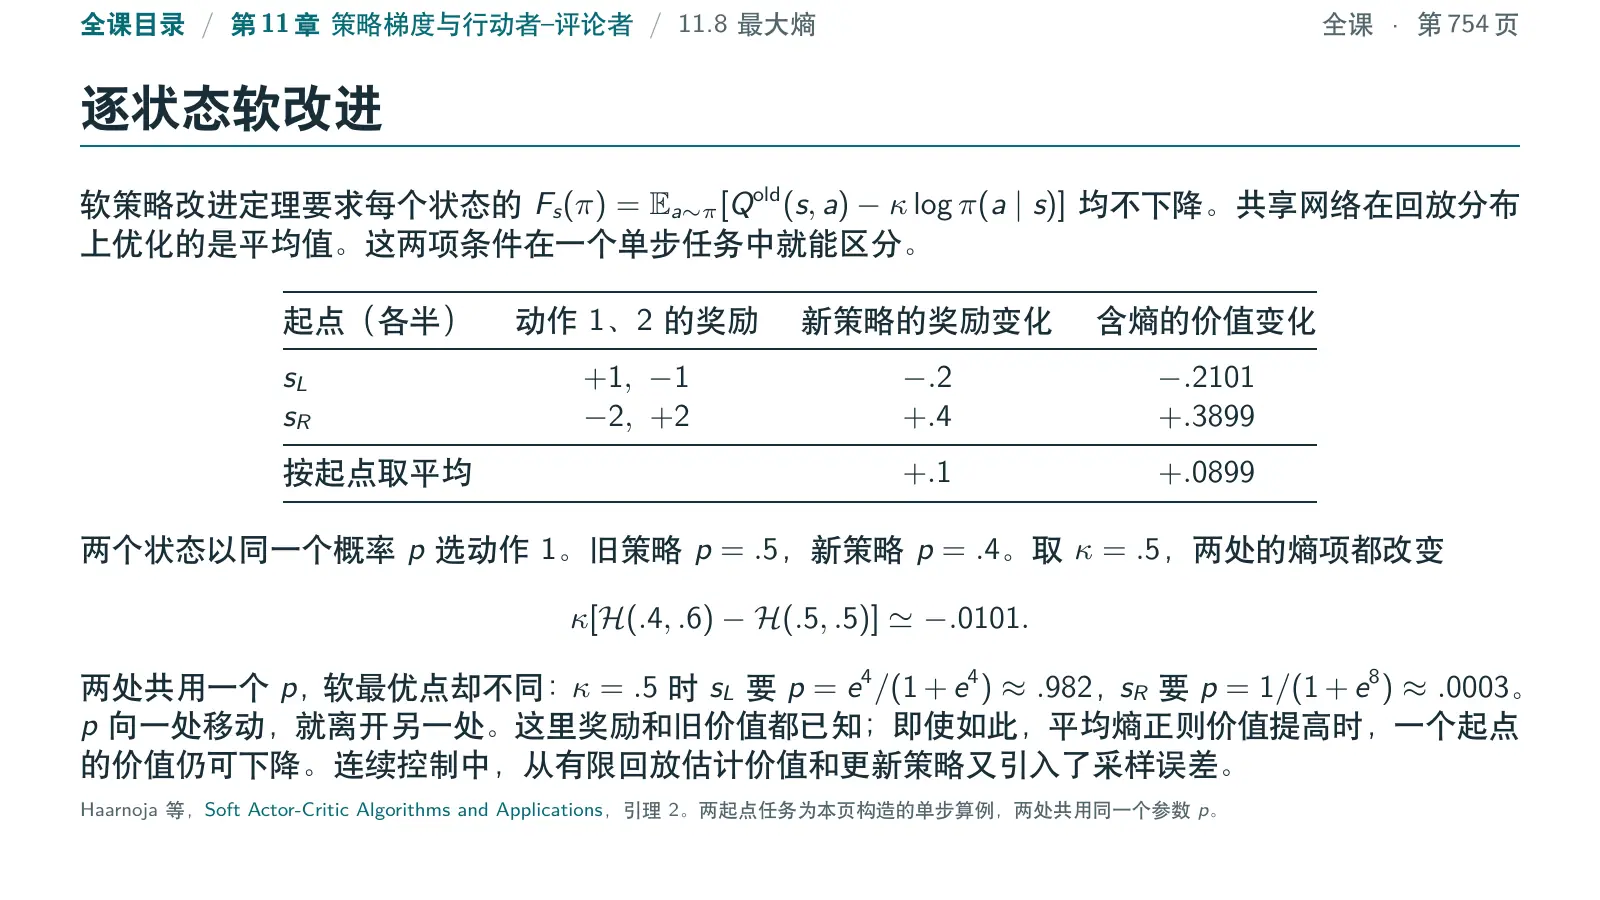 全课目录 / 第 11 章 策略梯度与行动者–评论者 / 11.8 最大熵
全课 · 第 754 页
逐状态软改进
软策略改进定理要求每个状态的 Fₛ(π) = 𝔼ₐ∼π[Q^old(s, a) − κ log π(a | s)] 均不下降。共享网络在回放分布
上优化的是平均值。这两项条件在一个单步任务中就能区分。
起点（各半） 动作 1、2 的奖励 新策略的奖励变化 含熵的价值变化
s_L +1, −1 −.2 −.2101
s_R −2, +2 +.4 +.3899
按起点取平均 +.1 +.0899
两个状态以同一个概率 p 选动作 1。旧策略 p = .5，新策略 p = .4。取 κ = .5，两处的熵项都改变
κ[ℋ(.4, .6) − ℋ(.5, .5)] ≃ −.0101.
两处共用一个 p，软最优点却不同：κ = .5 时 s_L 要 p = e⁴/(1 + e⁴) ≈ .982，s_R 要 p = 1/(1 + e⁸) ≈ .0003。
p 向一处移动，就离开另一处。这里奖励和旧价值都已知；即使如此，平均熵正则价值提高时，一个起点
的价值仍可下降。连续控制中，从有限回放估计价值和更新策略又引入了采样误差。
Haarnoja 等，Soft Actor-Critic Algorithms and Applications，引理 2。两起点任务为本页构造的单步算例，两处共用同一个参数 p。